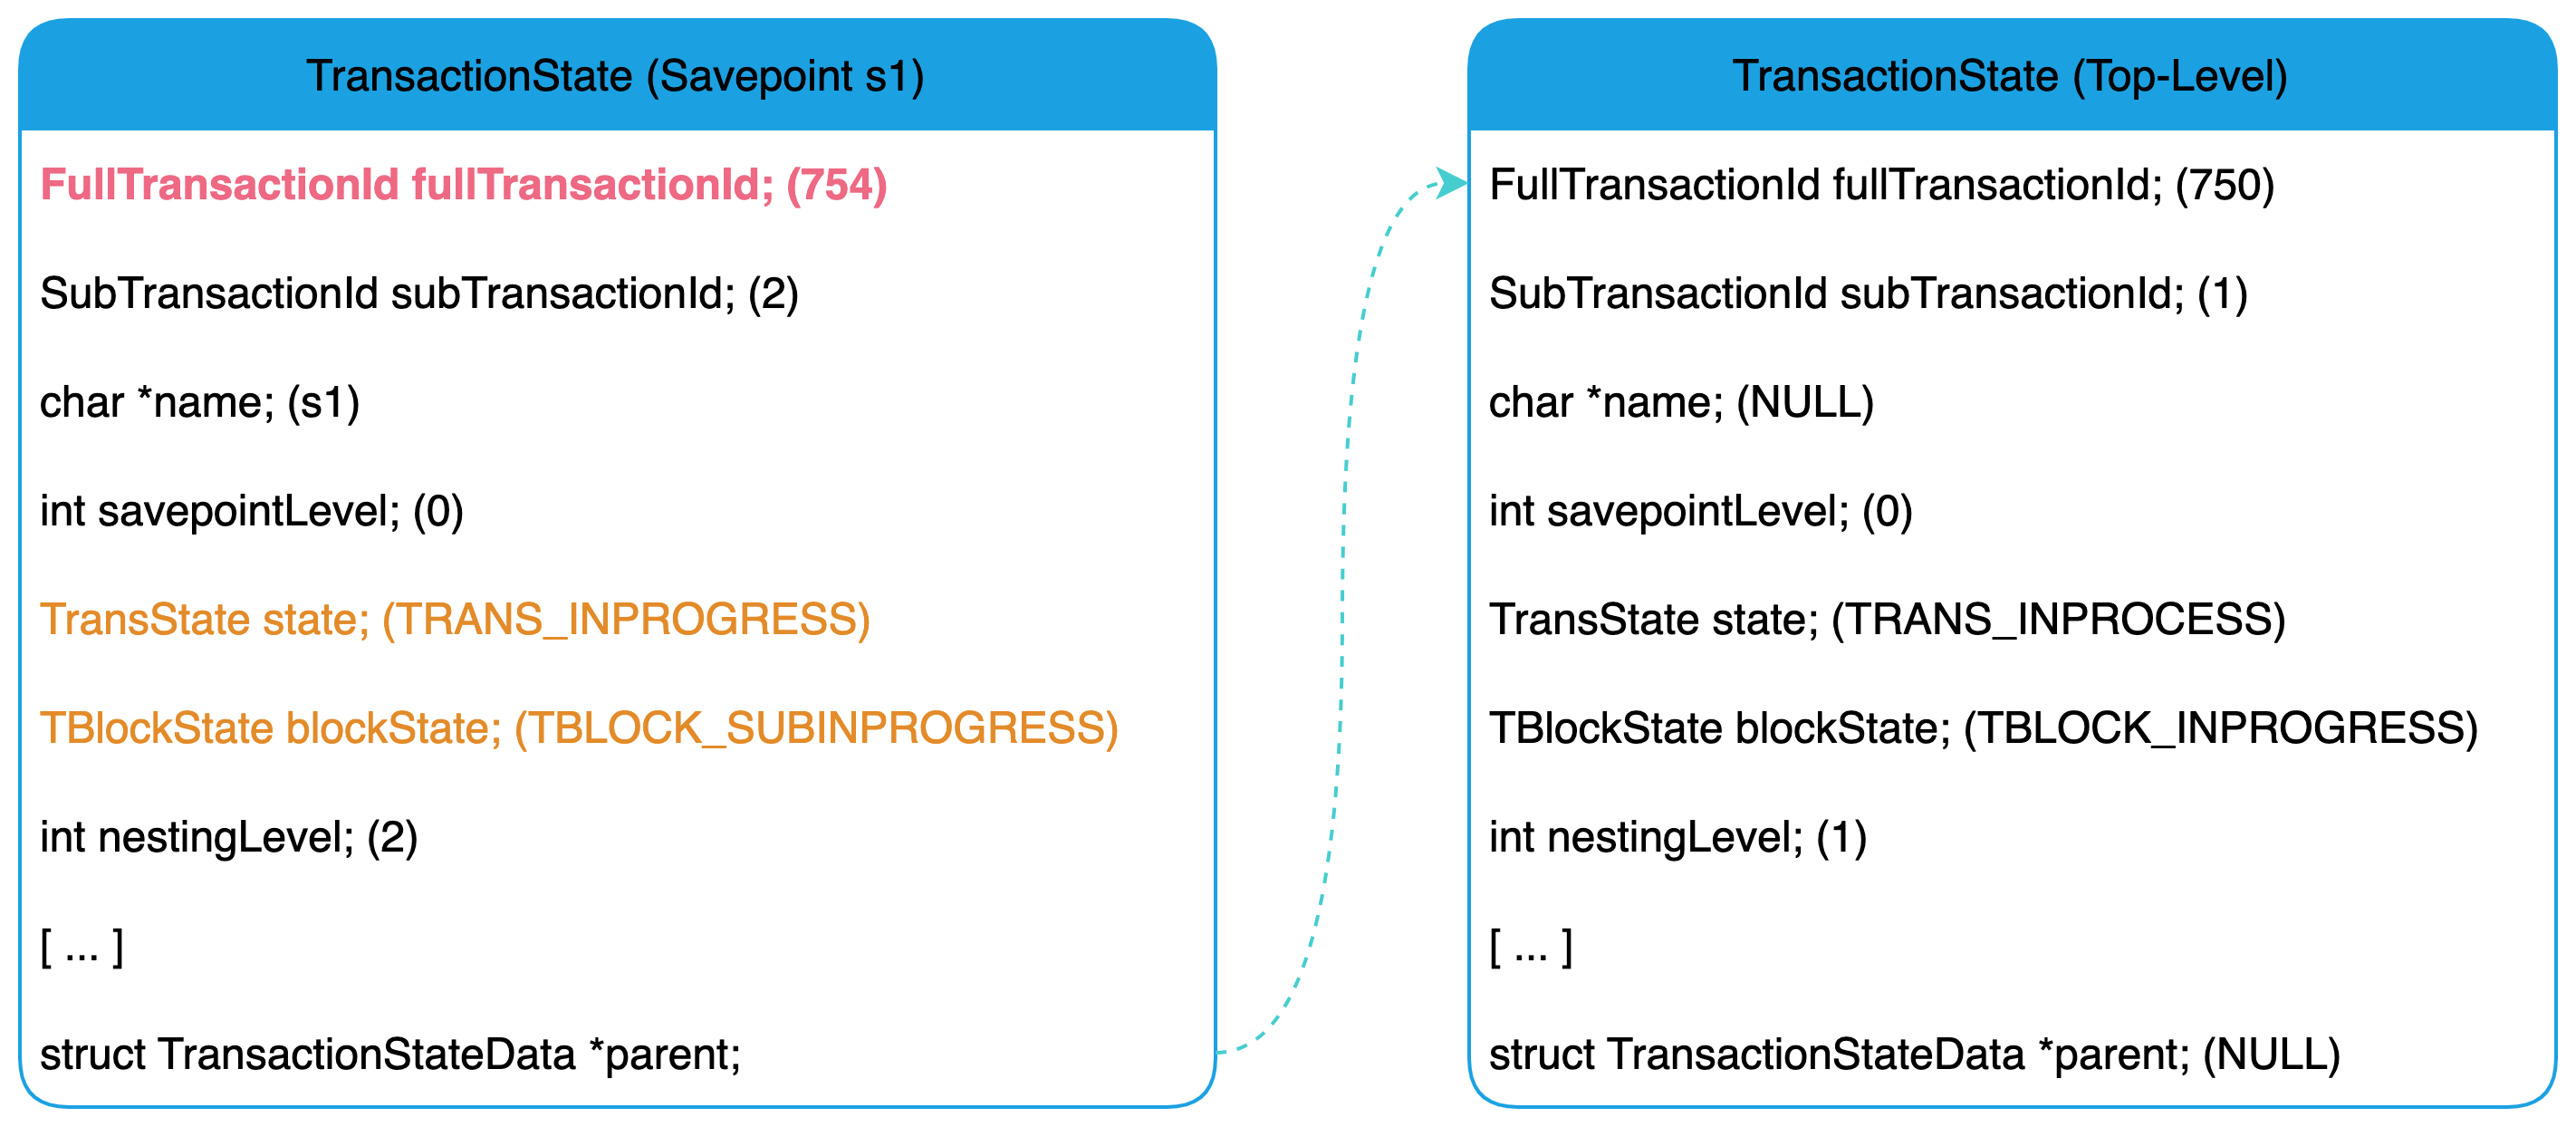 TransactionState (Savepoint s1)
FullTransactionId fullTransactionId; (754)
SubTransactionId subTransactionId; (2)
char *name; (s1)
int savepointLevel; (0)
TransState state; (TRANS_INPROGRESS)
TBlockState blockState; (TBLOCK_SUBINPROGRESS)
int nestingLevel; (2)
[ ... ]
struct TransactionStateData *parent;
TransactionState (Top-Level)
FullTransactionId fullTransactionId; (750)
SubTransactionId subTransactionId; (1)
char *name; (NULL)
int savepointLevel; (0)
TransState state; (TRANS_INPROCESS)
TBlockState blockState; (TBLOCK_INPROGRESS)
int nestingLevel; (1)
[ ... ]
struct TransactionStateData *parent; (NULL)